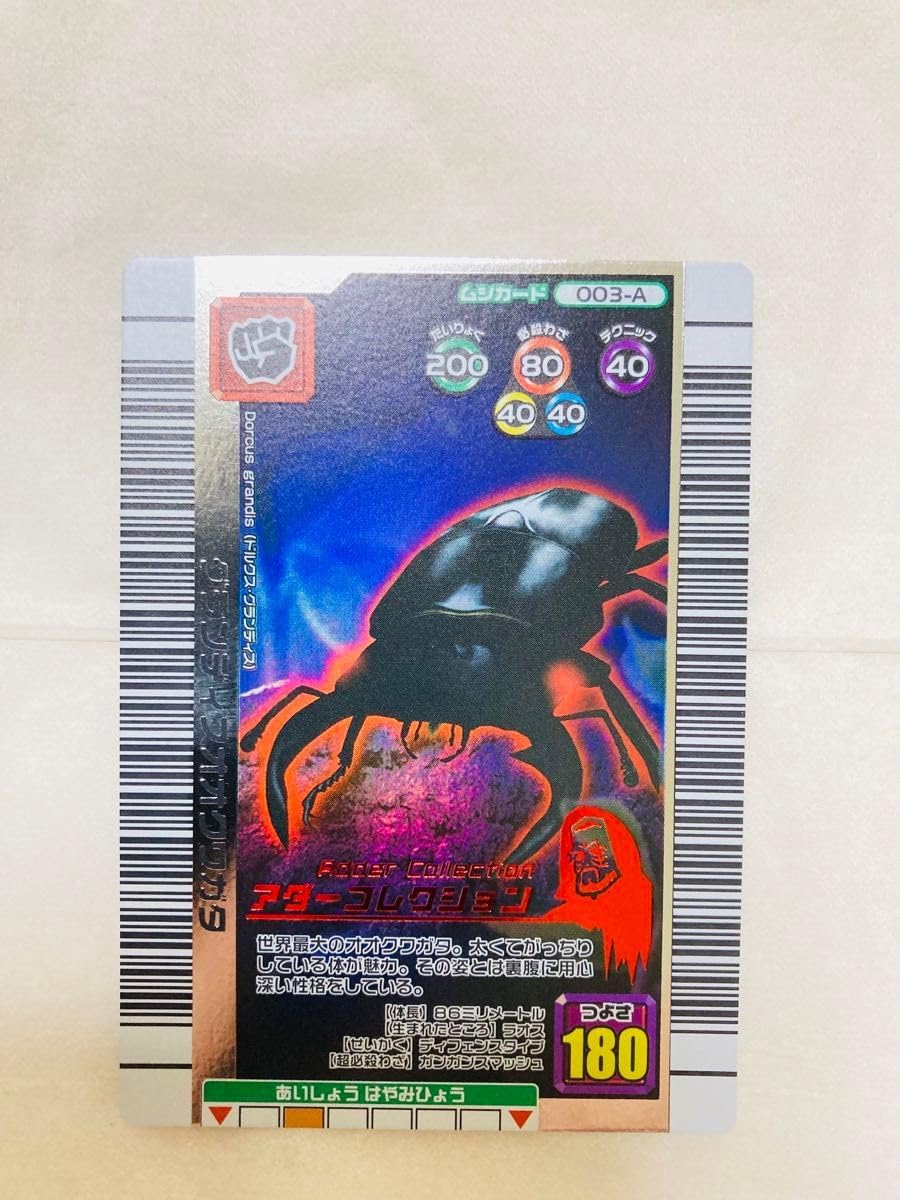 ムシカード 003-A
たいりょく 必殺わざ テクニック
200 80 40
40 40
Dorcus grandis (ドルクス・グランディス)
グランディスオオクワガタ
Adder Collection
アダーコレクション
世界最大のオオクワガタ。太くてがっちり
している体が魅力。その姿とは裏腹に用心
深い性格をしている。
【体長】86ミリメートル
【生まれたところ】ラオス
【せいかく】ディフェンスタイプ
【超必殺わざ】ガンガンスマッシュ
つよさ
180
あいしょう はやみひょう